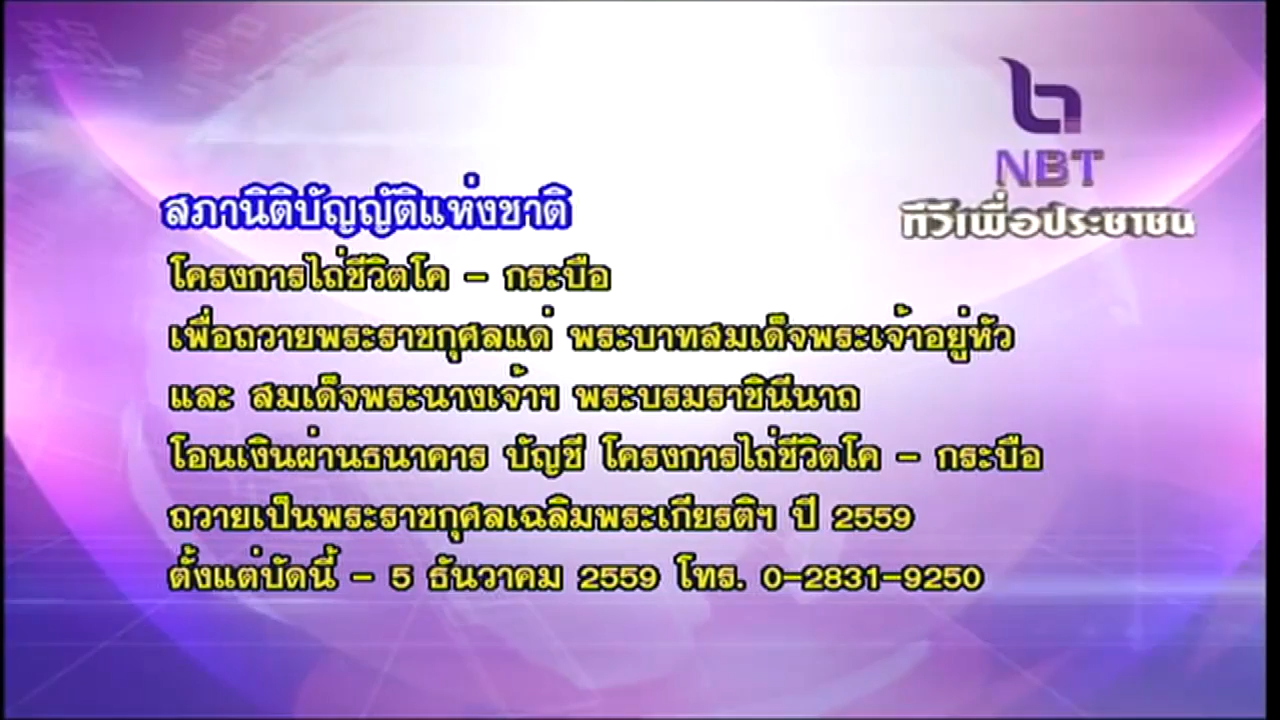 NBT
ทีวีเพื่อประชาชน
สภานิติบัญญัติแห่งชาติ
โครงการไถ่ชีวิตโค - กระบือ
เพื่อถวายพระราชกุศลแด่ พระบาทสมเด็จพระเจ้าอยู่หัว
และ สมเด็จพระนางเจ้าฯ พระบรมราชินีนาถ
โอนเงินผ่านธนาคาร บัญชี โครงการไถ่ชีวิตโค - กระบือ
ถวายเป็นพระราชกุศลเฉลิมพระเกียรติฯ ปี 2559
ตั้งแต่บัดนี้ - 5 ธันวาคม 2559 โทร. 0-2831-9250